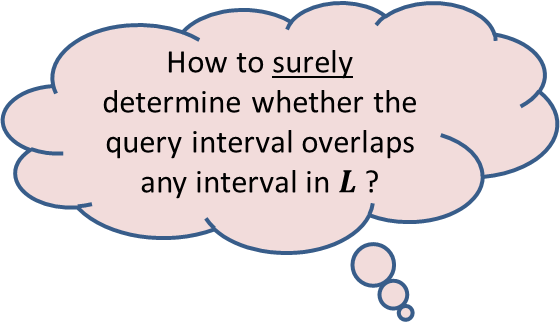 How to surely
determine whether the
query interval overlaps
any interval in L ?